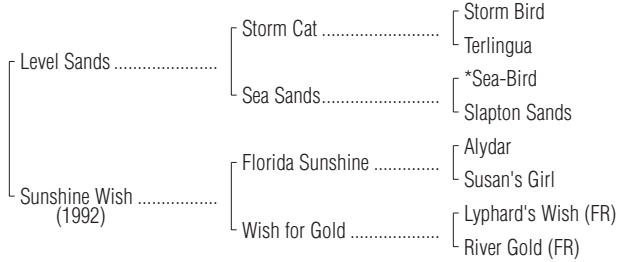 Storm Bird
Storm Cat ........................
Terlingua
Level Sands ......................
*Sea-Bird
Sea Sands........................
Slapton Sands
Alydar
Florida Sunshine ..............
Susan's Girl
Sunshine Wish .................
(1992)
Lyphard's Wish (FR)
Wish for Gold ..................
River Gold (FR)